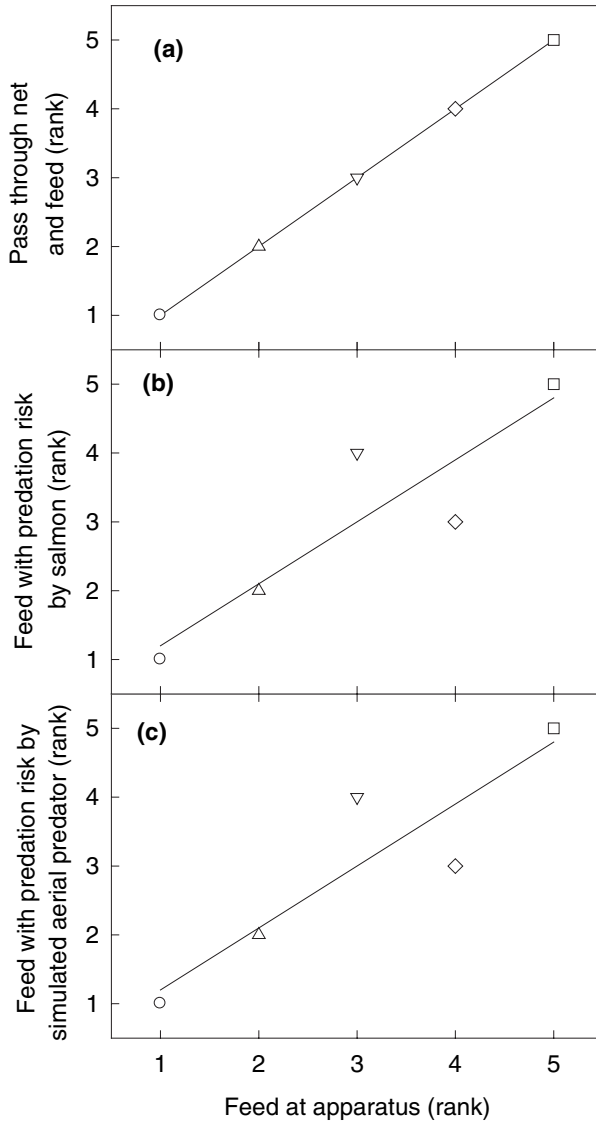 (a)
Pass through net
and feed (rank)
5
4
3
2
1
(b)
Feed with predation risk
by salmon (rank)
5
4
3
2
1
(c)
Feed with predation risk by
simulated aerial predator (rank)
5
4
3
2
1
1 2 3 4 5
Feed at apparatus (rank)